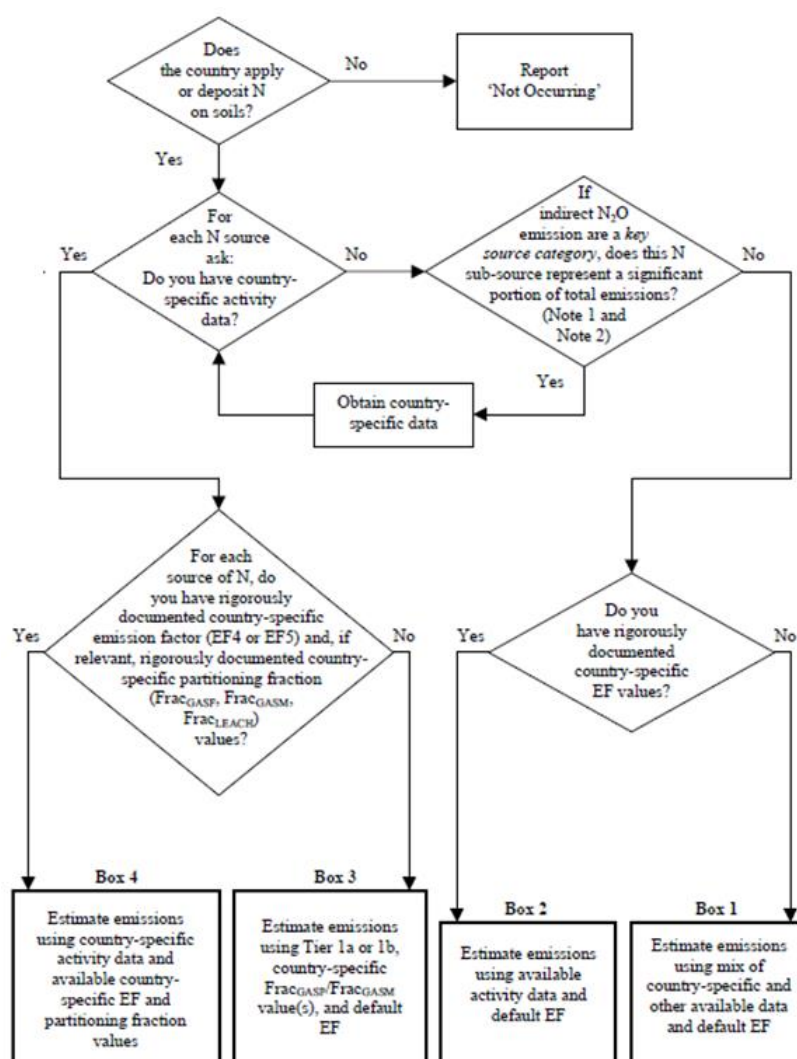 Does
the country apply
or deposit N
on soils?
No
Report
‘Not Occurring’
Yes
For
each N source
ask:
Do you have country-
specific activity
data?
Yes
No
If
indirect N₂O
emission are a key
source category, does this N
sub-source represent a significant
portion of total emissions?
(Note 1 and
Note 2)
No
Yes
Obtain country-
specific data
For each
source of N, do
you have rigorously
documented country-specific
emission factor (EF4 or EF5) and, if
relevant, rigorously documented country-
specific partitioning fraction
(FracGASF, FracGASM,
FracLEACH)
values?
Yes
No
Do you
have rigorously
documented
country-specific
EF values?
Yes
No
Box 4
Estimate emissions
using country-specific
activity data and
available country-
specific EF and
partitioning fraction
values
Box 3
Estimate emissions
using Tier 1a or 1b,
country-specific
FracGASF/FracGASM
value(s), and default
EF
Box 2
Estimate emissions
using available
activity data and
default EF
Box 1
Estimate emissions
using mix of
country-specific and
other available data
and default EF